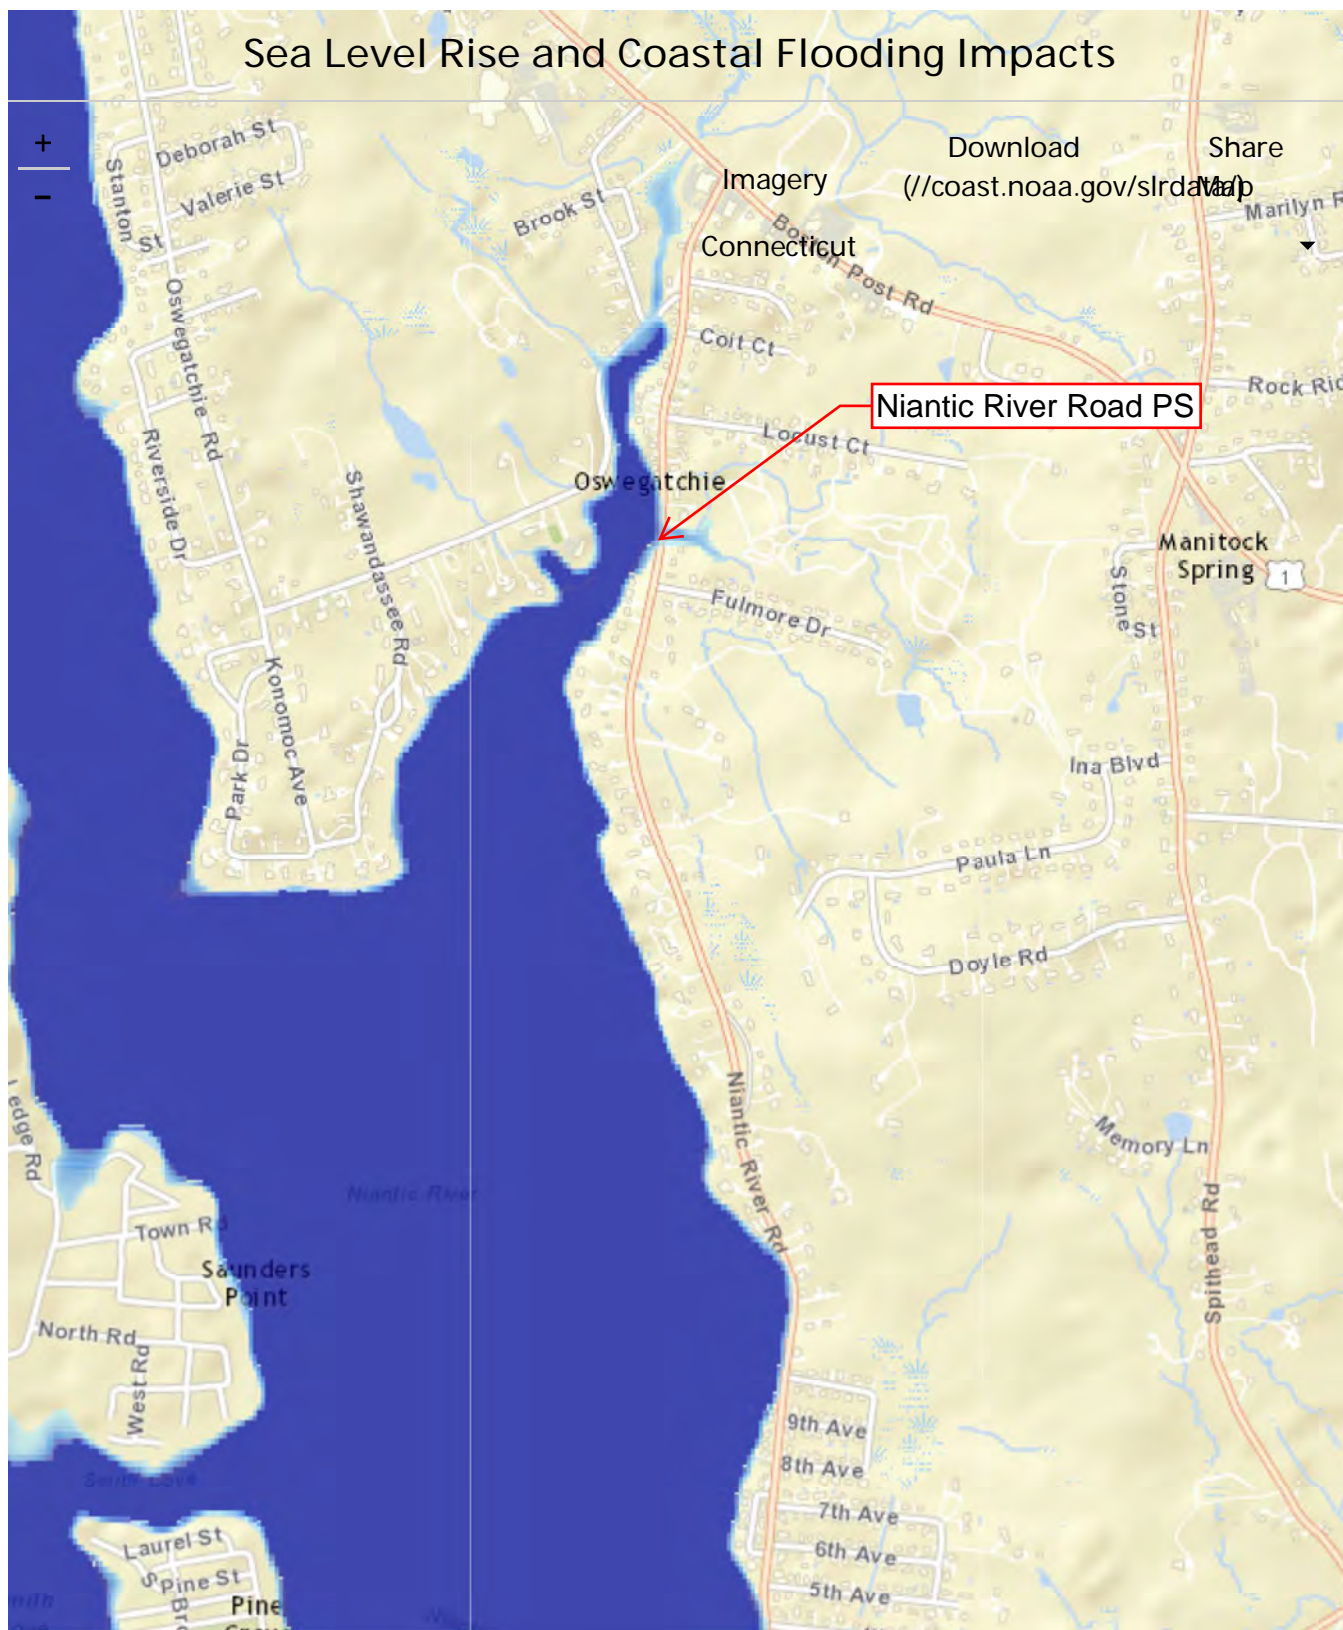 Sea Level Rise and Coastal Flooding Impacts
+
−
Download
(//coast.noaa.gov/slrdata/)
Share
Map
Imagery
Connecticut
Deborah St
Valerie St
Stanton
St
Brook St
Boston Post Rd
Marilyn R
Oswegatchie Rd
Coit Ct
Rock Rid
Niantic River Road PS
Locust Ct
Riverside Dr
Shawandassee Rd
Oswegatchie
Manitock
Spring
1
Stone
St
Fulmore Dr
Konomoc Ave
Park Dr
Ina Blvd
Paula Ln
Doyle Rd
Ledge Rd
Niantic River Rd
Memory Ln
Niantic River
Town Rd
Spithead Rd
Saunders
Point
North Rd
West Rd
9th Ave
8th Ave
7th Ave
6th Ave
5th Ave
Laurel St
S
Pine St
Bro
Pine